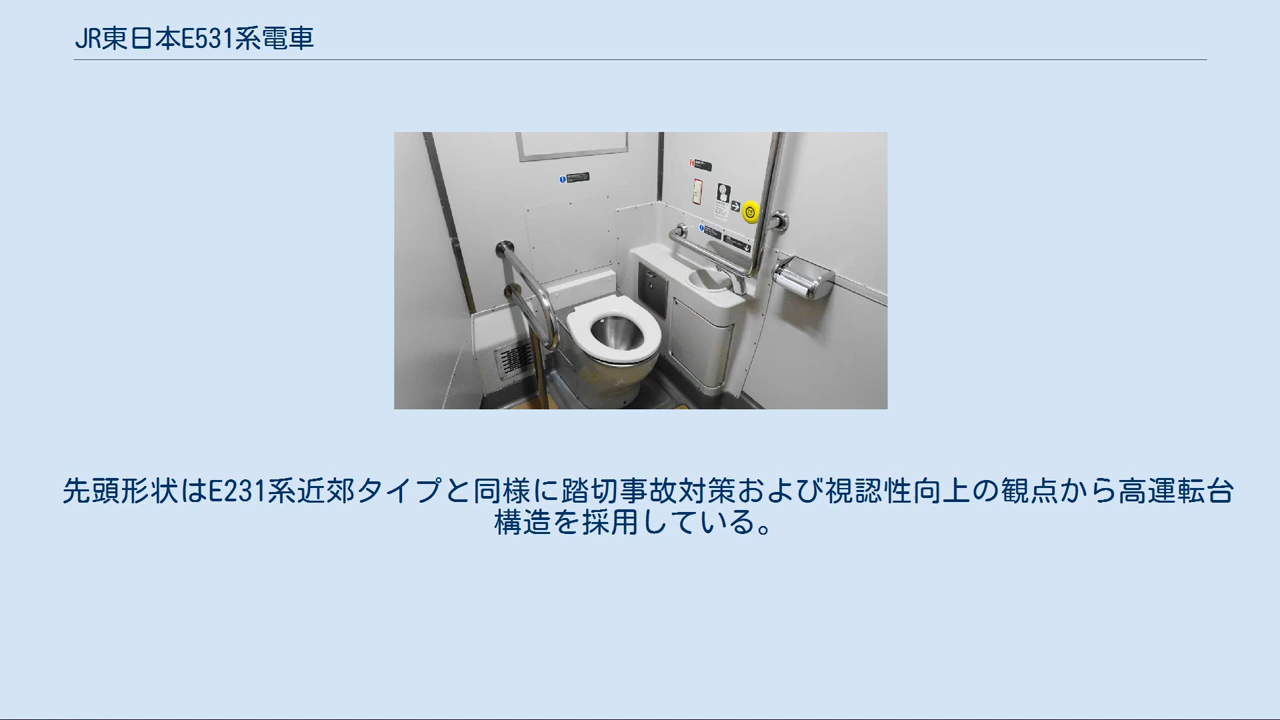 JR東日本E531系電車
先頭形状はE231系近郊タイプと同様に踏切事故対策および視認性向上の観点から高運転台
構造を採用している。